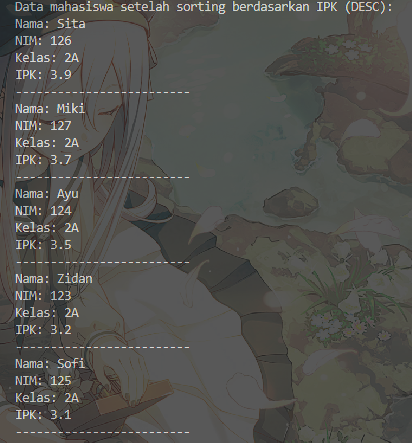 Data mahasiswa setelah sorting berdasarkan IPK (DESC):
Nama: Sita
NIM: 126
Kelas: 2A
IPK: 3.9
-------------------------
Nama: Miki
NIM: 127
Kelas: 2A
IPK: 3.7
-------------------------
Nama: Ayu
NIM: 124
Kelas: 2A
IPK: 3.5
-------------------------
Nama: Zidan
NIM: 123
Kelas: 2A
IPK: 3.2
-------------------------
Nama: Sofi
NIM: 125
Kelas: 2A
IPK: 3.1
-------------------------